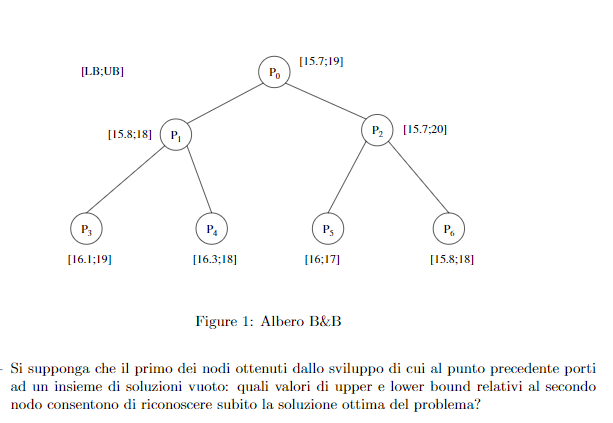 [LB;UB]
P0
[15.7;19]
[15.8;18]
P1
P2
[15.7;20]
P3
P4
P5
P6
[16.1;19]
[16.3;18]
[16;17]
[15.8;18]
Figure 1: Albero B&B
Si supponga che il primo dei nodi ottenuti dallo sviluppo di cui al punto precedente porti
ad un insieme di soluzioni vuoto: quali valori di upper e lower bound relativi al secondo
nodo consentono di riconoscere subito la soluzione ottima del problema?